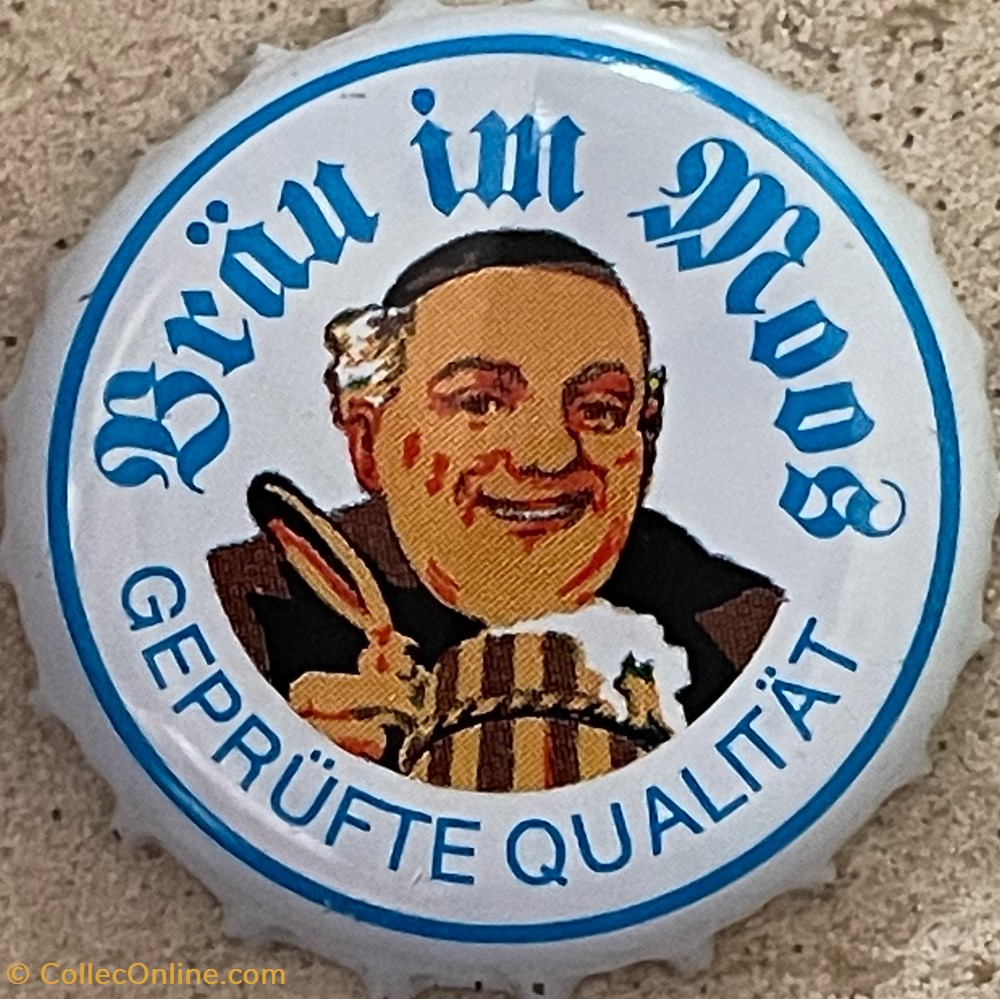 Bräu im Moos
GEPRÜFTE QUALITÄT
© CollecOnline.com